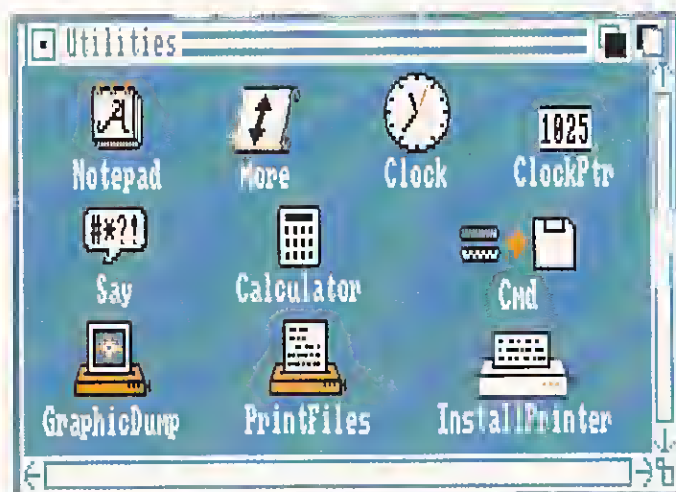 Utilities
Notepad
More
Clock
1025
ClockPtr
#*?!
Say
Calculator
Cmd
GraphicDump
PrintFiles
InstallPrinter